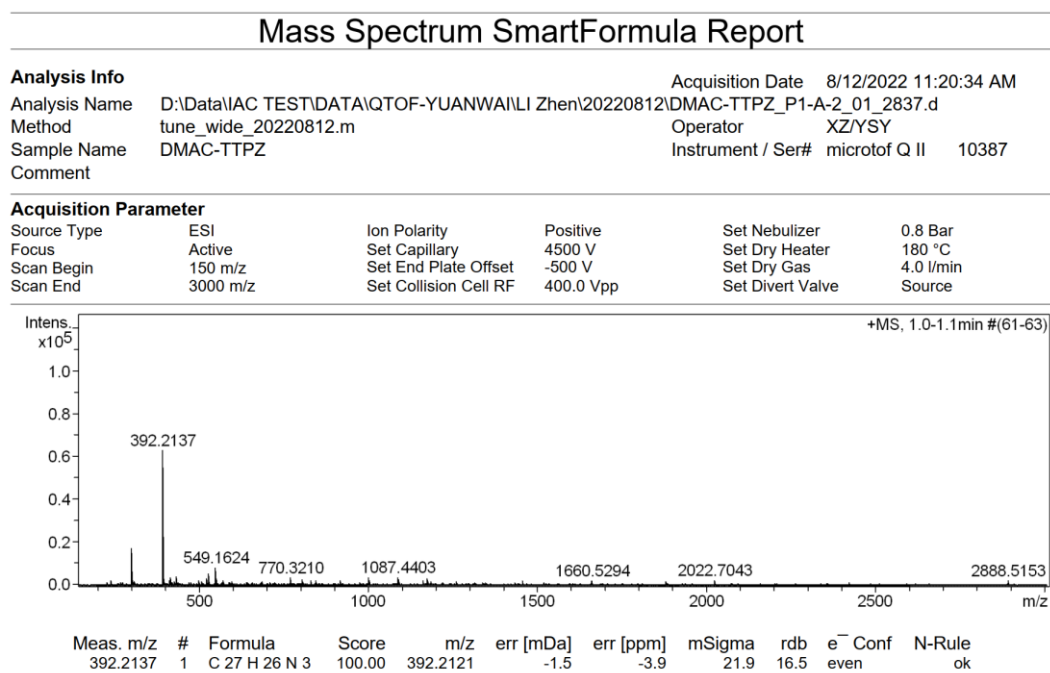 Mass Spectrum SmartFormula Report
Analysis Info
Acquisition Date 8/12/2022 11:20:34 AM
Analysis Name D:\Data\IAC TEST\DATA\QTOF-YUANWAI\LI Zhen\20220812\DMAC-TTPZ_P1-A-2_01_2837.d
Method tune_wide_20220812.m Operator XZ/YSY
Sample Name DMAC-TTPZ Instrument / Ser# microtof Q II 10387
Comment
Acquisition Parameter
Source Type ESI Ion Polarity Positive Set Nebulizer 0.8 Bar
Focus Active Set Capillary 4500 V Set Dry Heater 180 °C
Scan Begin 150 m/z Set End Plate Offset -500 V Set Dry Gas 4.0 l/min
Scan End 3000 m/z Set Collision Cell RF 400.0 Vpp Set Divert Valve Source
Intens. +MS, 1.0-1.1min #(61-63)
x10⁵
1.0
0.8
392.2137
0.6
0.4
0.2
549.1624
770.3210 1087.4403 1660.5294 2022.7043 2888.5153
0.0
500 1000 1500 2000 2500 m/z
Meas. m/z # Formula Score m/z err [mDa] err [ppm] mSigma rdb e⁻ Conf N-Rule
392.2137 1 C 27 H 26 N 3 100.00 392.2121 -1.5 -3.9 21.9 16.5 even ok